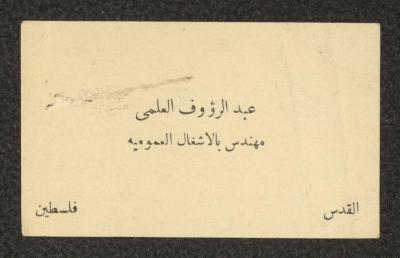 عبد الرؤوف العلمى
مهندس بالاشغال العموميه
القدس
فلسطين